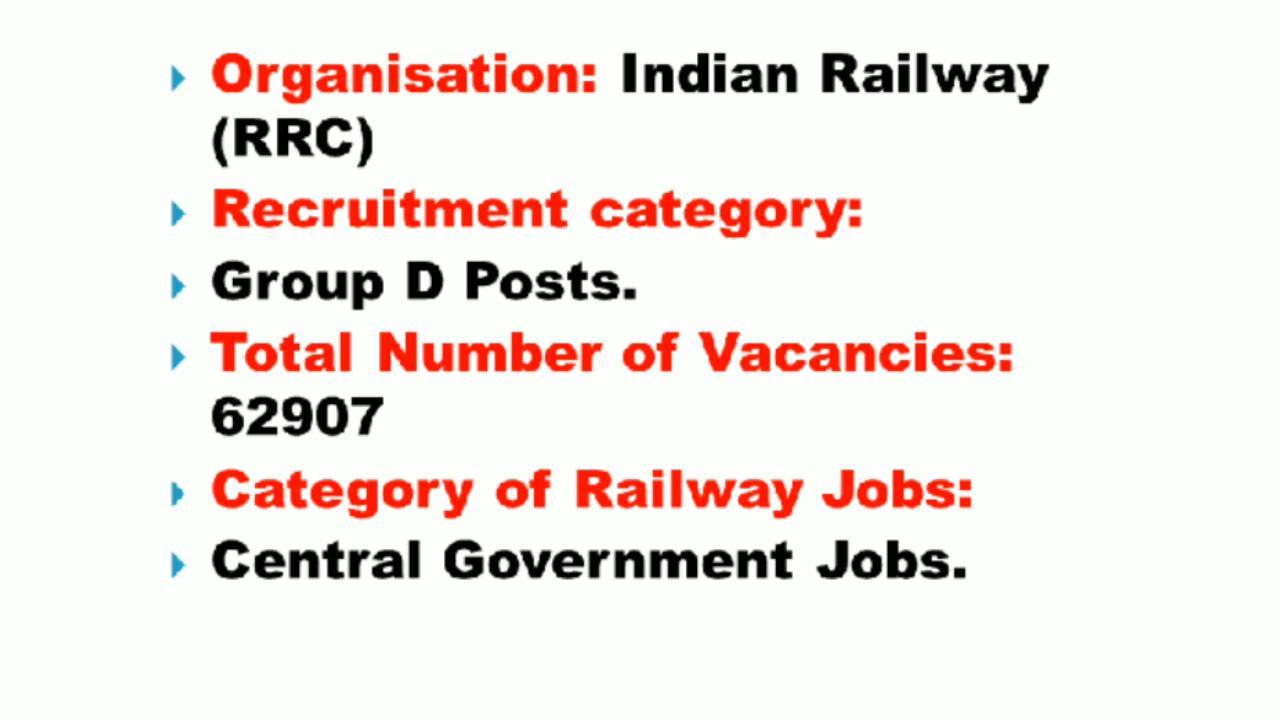 Organisation: Indian Railway
(RRC)
Recruitment category:
Group D Posts.
Total Number of Vacancies:
62907
Category of Railway Jobs:
Central Government Jobs.